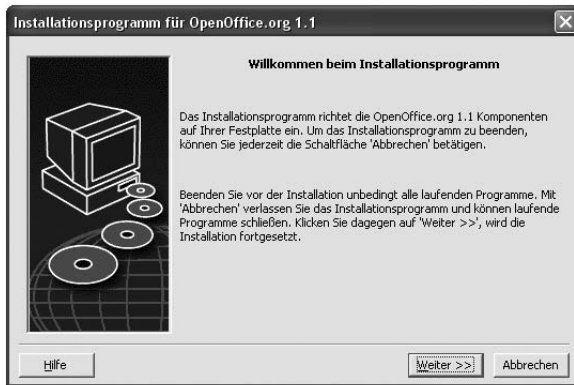 Installationsprogramm für OpenOffice.org 1.1
Willkommen beim Installationsprogramm
Das Installationsprogramm richtet die OpenOffice.org 1.1 Komponenten
auf Ihrer Festplatte ein. Um das Installationsprogramm zu beenden,
können Sie jederzeit die Schaltfläche 'Abbrechen' betätigen.
Beenden Sie vor der Installation unbedingt alle laufenden Programme. Mit
'Abbrechen' verlassen Sie das Installationsprogramm und können laufende
Programme schließen. Klicken Sie dagegen auf 'Weiter >>', wird die
Installation fortgesetzt.
Hilfe
Weiter >>
Abbrechen